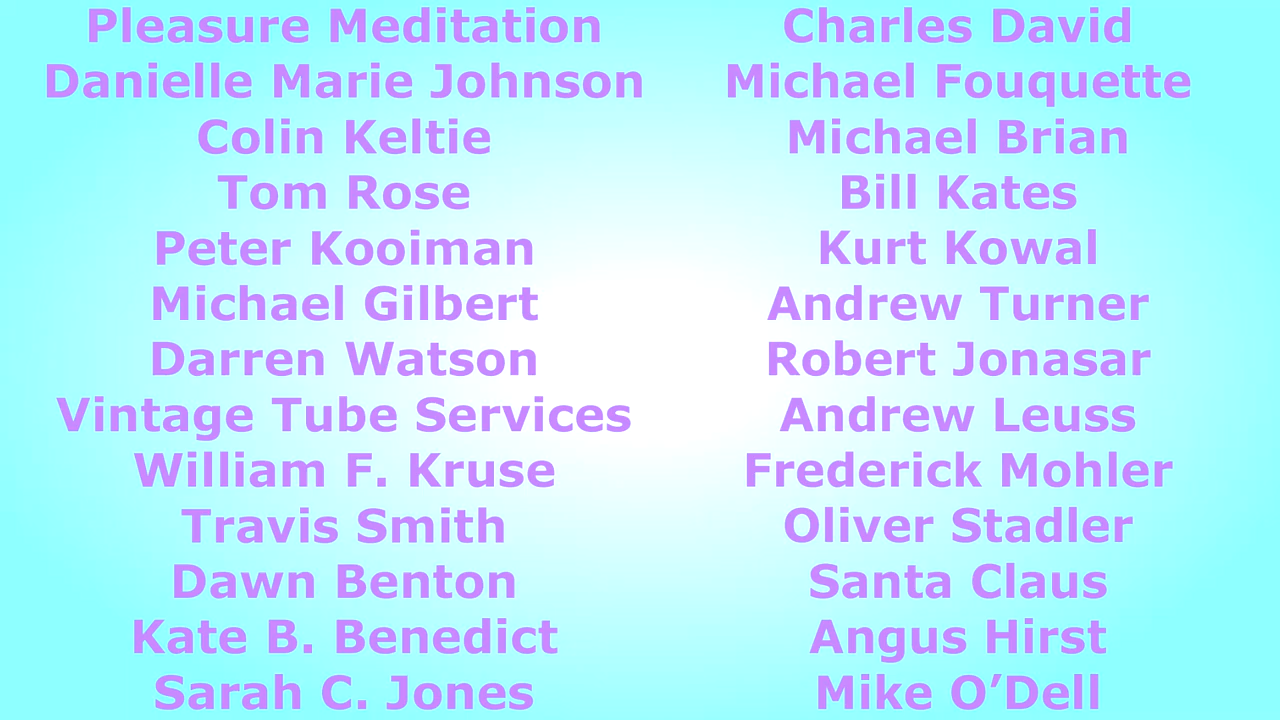 Pleasure Meditation
Danielle Marie Johnson
Colin Keltie
Tom Rose
Peter Kooiman
Michael Gilbert
Darren Watson
Vintage Tube Services
William F. Kruse
Travis Smith
Dawn Benton
Kate B. Benedict
Sarah C. Jones
Charles David
Michael Fouquette
Michael Brian
Bill Kates
Kurt Kowal
Andrew Turner
Robert Jonasar
Andrew Leuss
Frederick Mohler
Oliver Stadler
Santa Claus
Angus Hirst
Mike O’Dell